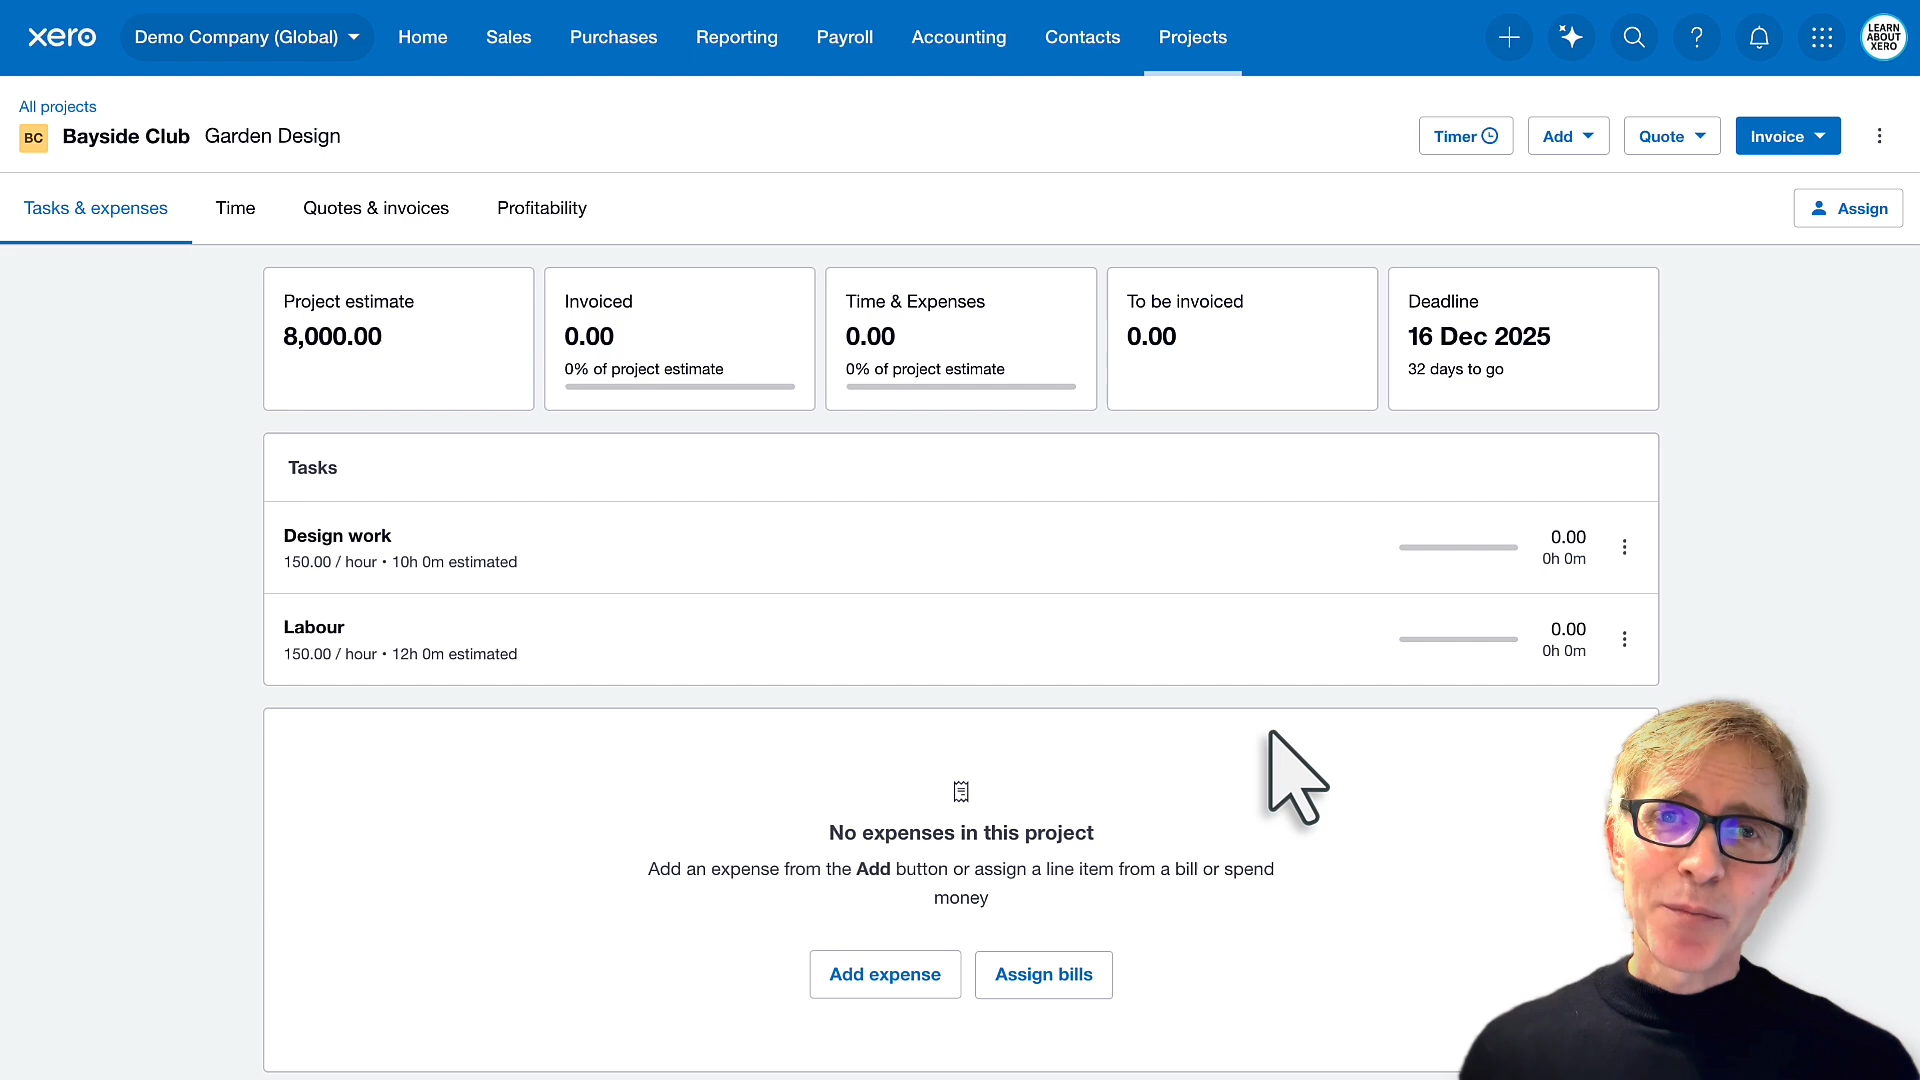 xero
Demo Company (Global)
Home
Sales
Purchases
Reporting
Payroll
Accounting
Contacts
Projects
?
LEARN
ABOUT
XERO
All projects
BC
Bayside Club Garden Design
Timer
Add
Quote
Invoice
Tasks & expenses
Time
Quotes & invoices
Profitability
Assign
Project estimate
8,000.00
Invoiced
0.00
0% of project estimate
Time & Expenses
0.00
0% of project estimate
To be invoiced
0.00
Deadline
16 Dec 2025
32 days to go
Tasks
Design work
150.00 / hour • 10h 0m estimated
0.00
0h 0m
Labour
150.00 / hour • 12h 0m estimated
0.00
0h 0m
No expenses in this project
Add an expense from the Add button or assign a line item from a bill or spend
money
Add expense
Assign bills